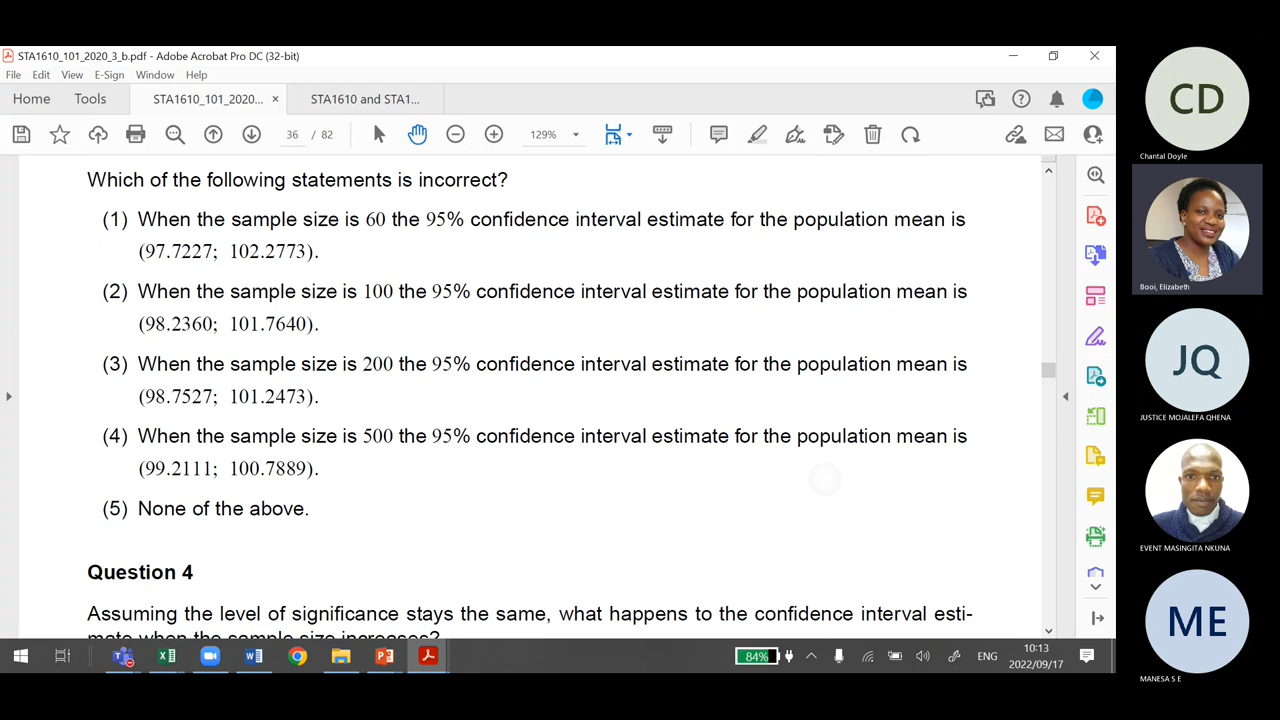 STA1610_101_2020_3_b.pdf - Adobe Acrobat Pro DC (32-bit)
File Edit View E-Sign Window Help
Home Tools STA1610_101_2020... × STA1610 and STA1...
36 / 82 129%
Which of the following statements is incorrect?
(1) When the sample size is 60 the 95% confidence interval estimate for the population mean is
(97.7227; 102.2773).
(2) When the sample size is 100 the 95% confidence interval estimate for the population mean is
(98.2360; 101.7640).
(3) When the sample size is 200 the 95% confidence interval estimate for the population mean is
(98.7527; 101.2473).
(4) When the sample size is 500 the 95% confidence interval estimate for the population mean is
(99.2111; 100.7889).
(5) None of the above.
Question 4
Assuming the level of significance stays the same, what happens to the confidence interval esti-
mate when the sample size increases?
84% ENG 10:13
2022/09/17
CD
Chantal Doyle
Booi, Elizabeth
JQ
JUSTICE MOJALEFA QHENA
EVENT MASINGITA NKUNA
ME
MANESA S E